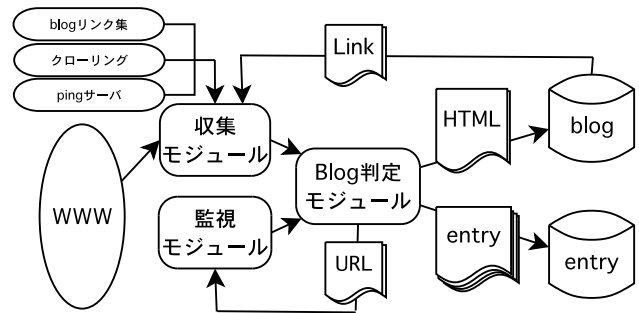 blogリンク集
クローリング
pingサーバ
Link
収集
モジュール
HTML
blog
Blog判定
モジュール
WWW
監視
モジュール
URL
entry
entry